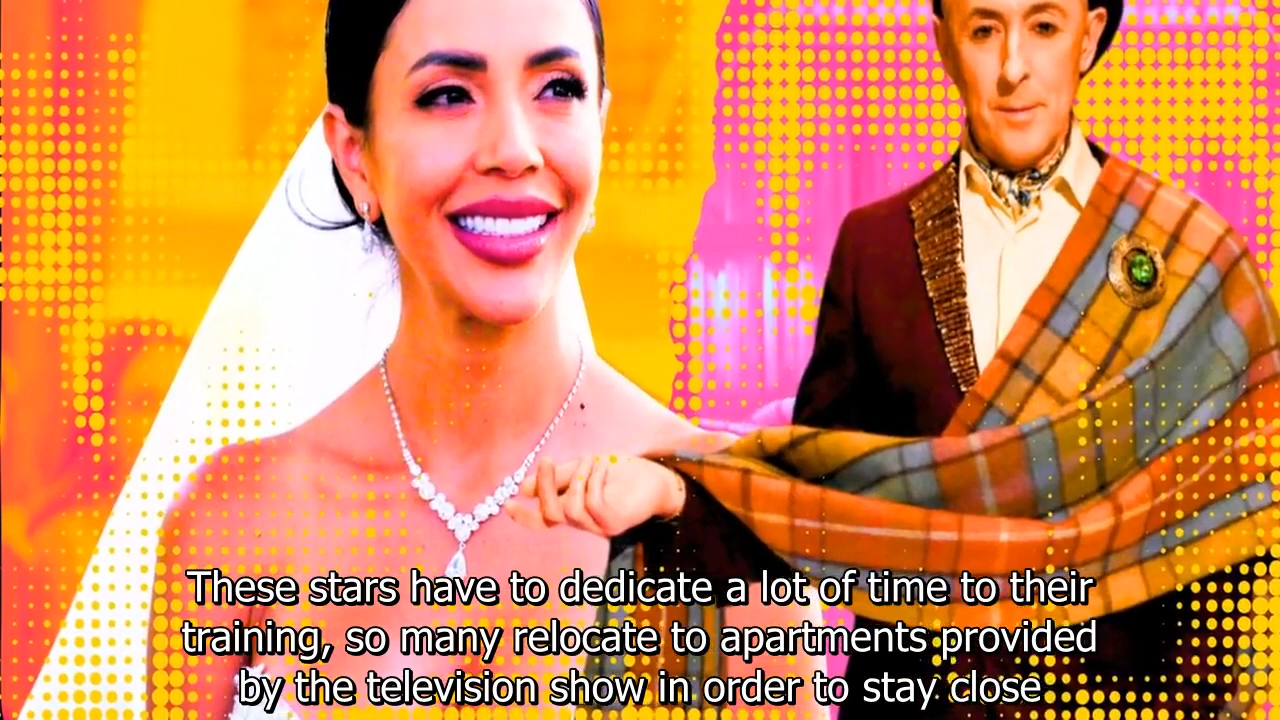 These stars have to dedicate a lot of time to their
training, so many relocate to apartments provided
by the television show in order to stay close